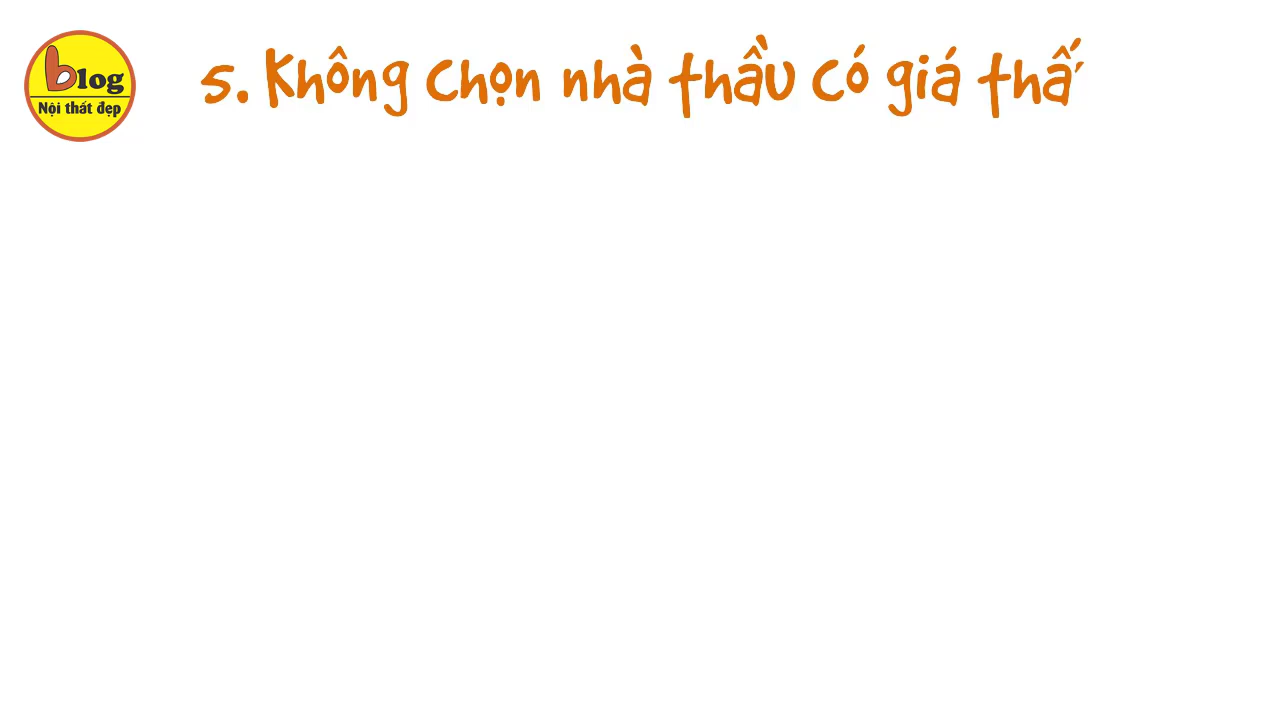 blog
Nội thất đẹp
5. Không chọn nhà thầu có giá thấ